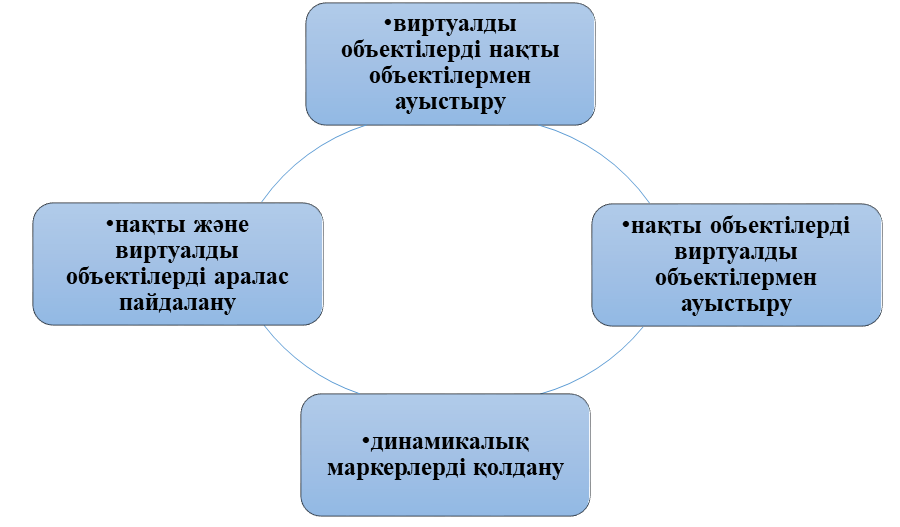 •виртуалды
объектілерді нақты
объектілермен
ауыстыру
•нақты және
виртуалды
объектілерді аралас
пайдалану
•нақты объектілерді
виртуалды
объектілермен
ауыстыру
•динамикалық
маркерлерді қолдану